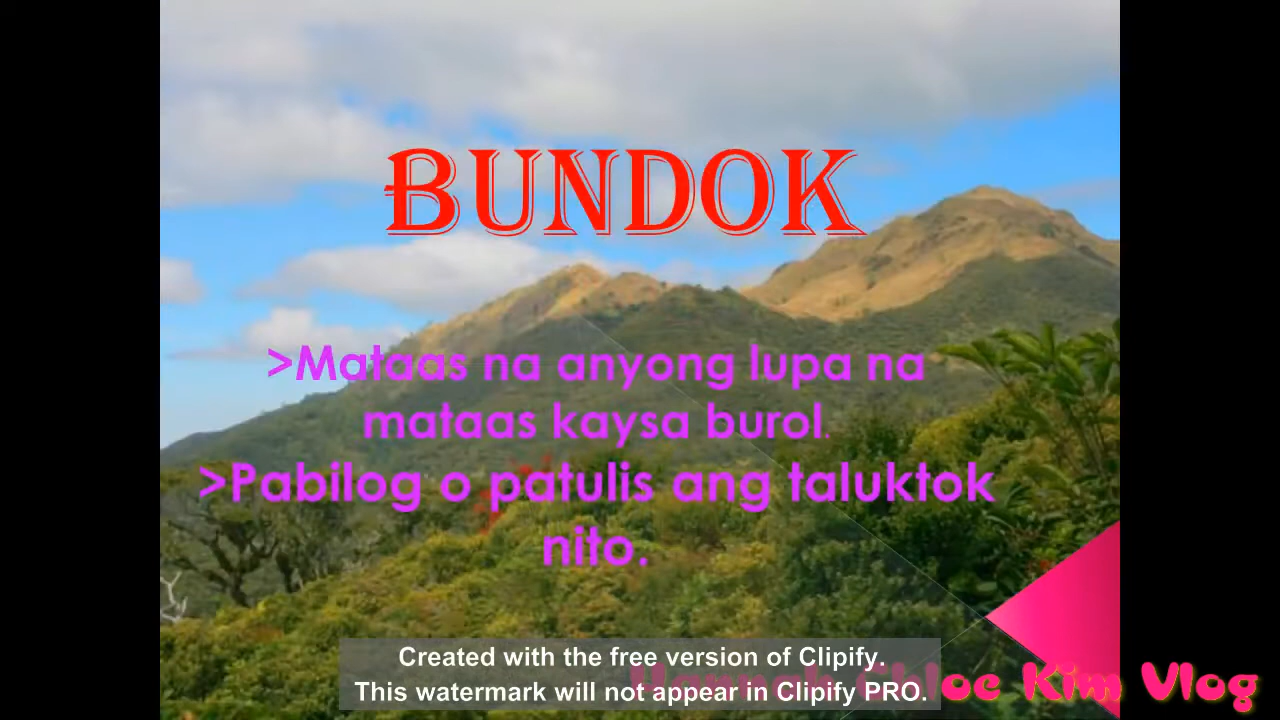 BUNDOK
>Mataas na anyong lupa na
mataas kaysa burol.
>Pabilog o patulis ang taluktok
nito.
Created with the free version of Clipify.
This watermark will not appear in Clipify PRO.
Kim Vlog